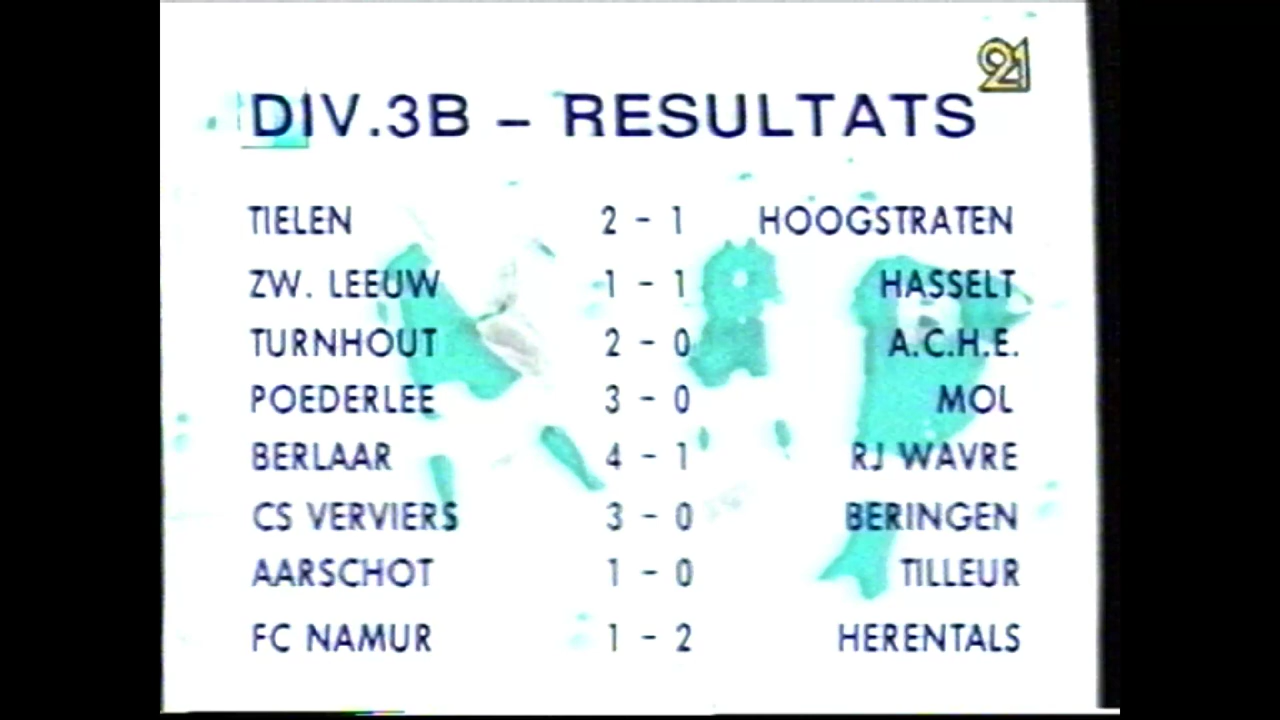 21
DIV.3B – RESULTATS
TIELEN 2 - 1 HOOGSTRATEN
ZW. LEEUW 1 - 1 HASSELT
TURNHOUT 2 - 0 A.C.H.E.
POEDERLEE 3 - 0 MOL
BERLAAR 4 - 1 RJ WAVRE
CS VERVIERS 3 - 0 BERINGEN
AARSCHOT 1 - 0 TILLEUR
FC NAMUR 1 - 2 HERENTALS